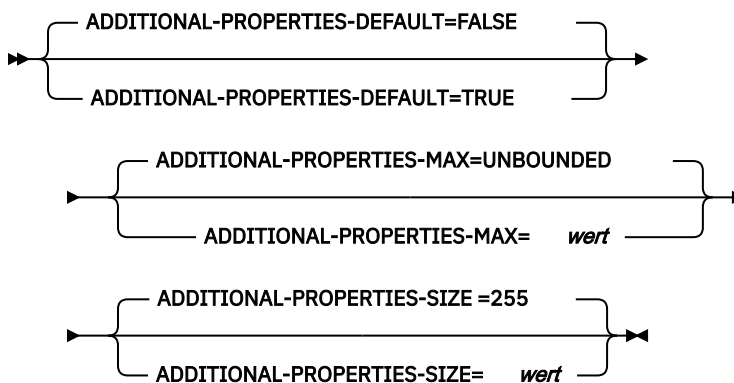 ADDITIONAL-PROPERTIES-DEFAULT=FALSE
ADDITIONAL-PROPERTIES-DEFAULT=TRUE
ADDITIONAL-PROPERTIES-MAX=UNBOUNDED
ADDITIONAL-PROPERTIES-MAX= wert
ADDITIONAL-PROPERTIES-SIZE =255
ADDITIONAL-PROPERTIES-SIZE= wert